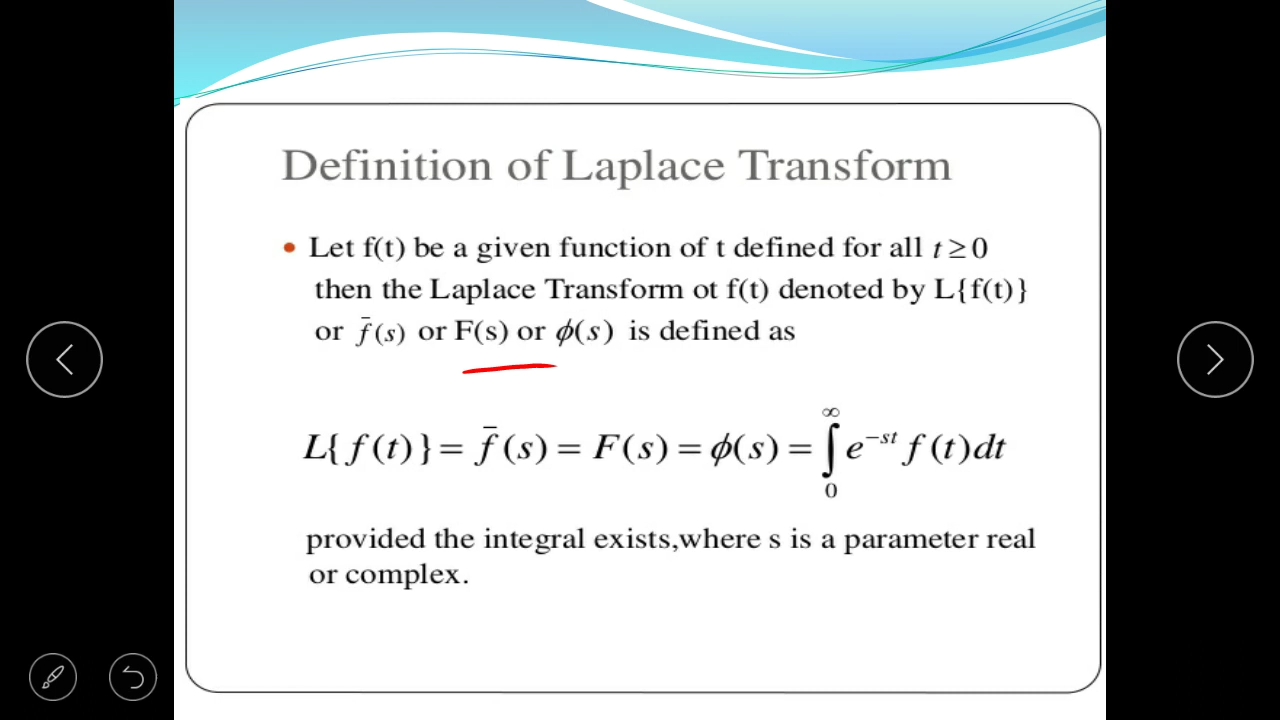 Definition of Laplace Transform
• Let f(t) be a given function of t defined for all t ≥ 0
then the Laplace Transform ot f(t) denoted by L{f(t)}
or f̄(s) or F(s) or ϕ(s) is defined as
L{f(t)} = f̄(s) = F(s) = ϕ(s) = ∫₀^∞ e^{-st} f(t)dt
provided the integral exists,where s is a parameter real
or complex.